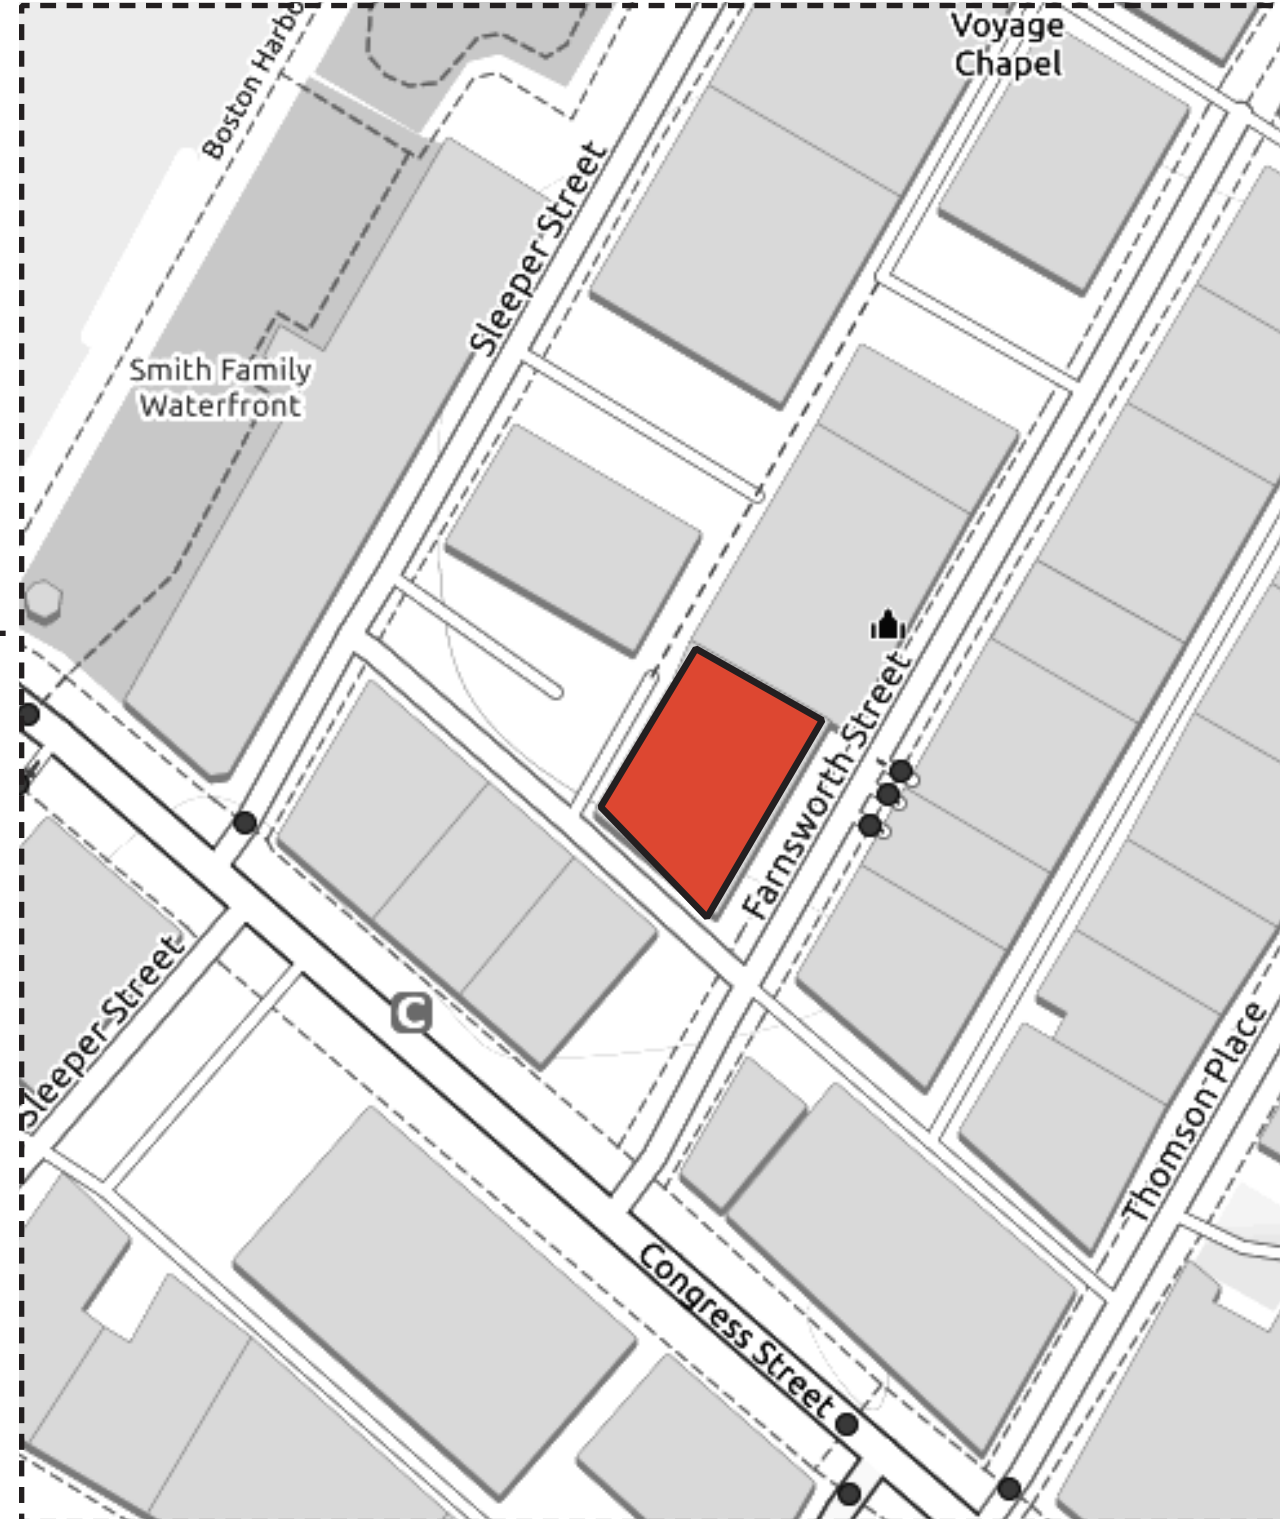 Voyage
Chapel
Boston Harbo
Sleeper Street
Smith Family
Waterfront
Farnsworth Street
C
Sleeper Street
Thomson Place
Congress Street